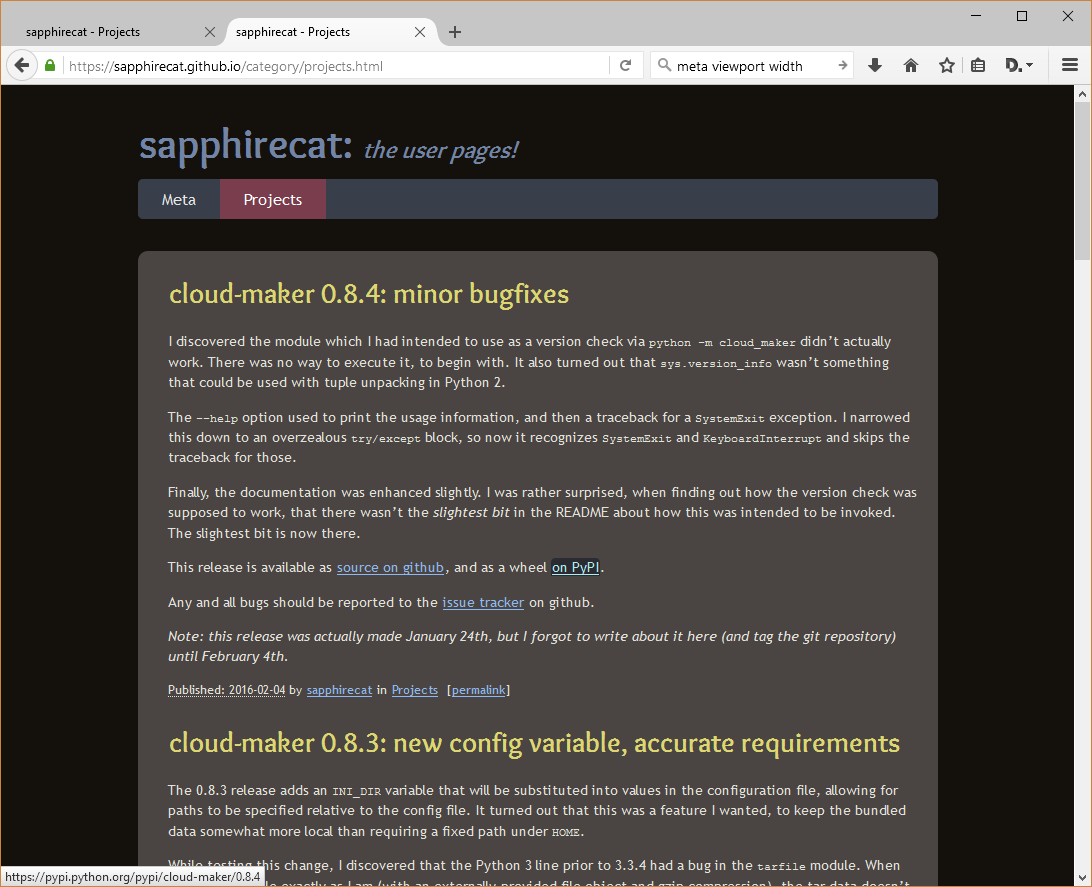 sapphirecat - Projects
sapphirecat - Projects
https://sapphirecat.github.io/category/projects.html
meta viewport width
D.
sapphirecat: the user pages!
Meta
Projects
cloud-maker 0.8.4: minor bugfixes
I discovered the module which I had intended to use as a version check via python -m cloud_maker didn’t actually
work. There was no way to execute it, to begin with. It also turned out that sys.version_info wasn’t something
that could be used with tuple unpacking in Python 2.
The --help option used to print the usage information, and then a traceback for a SystemExit exception. I narrowed
this down to an overzealous try/except block, so now it recognizes SystemExit and KeyboardInterrupt and skips the
traceback for those.
Finally, the documentation was enhanced slightly. I was rather surprised, when finding out how the version check was
supposed to work, that there wasn’t the slightest bit in the README about how this was intended to be invoked.
The slightest bit is now there.
This release is available as source on github, and as a wheel on PyPI.
Any and all bugs should be reported to the issue tracker on github.
Note: this release was actually made January 24th, but I forgot to write about it here (and tag the git repository)
until February 4th.
Published: 2016-02-04 by sapphirecat in Projects [permalink]
cloud-maker 0.8.3: new config variable, accurate requirements
The 0.8.3 release adds an INI_DIR variable that will be substituted into values in the configuration file, allowing for
paths to be specified relative to the config file. It turned out that this was a feature I wanted, to keep the bundled
data somewhat more local than requiring a fixed path under HOME.
While testing this change, I discovered that the Python 3 line prior to 3.3.4 had a bug in the tarfile module. When
exactly as I am (with an externally provided file object and gzip compression), the tar data doesn’t
https://pypi.python.org/pypi/cloud-maker/0.8.4